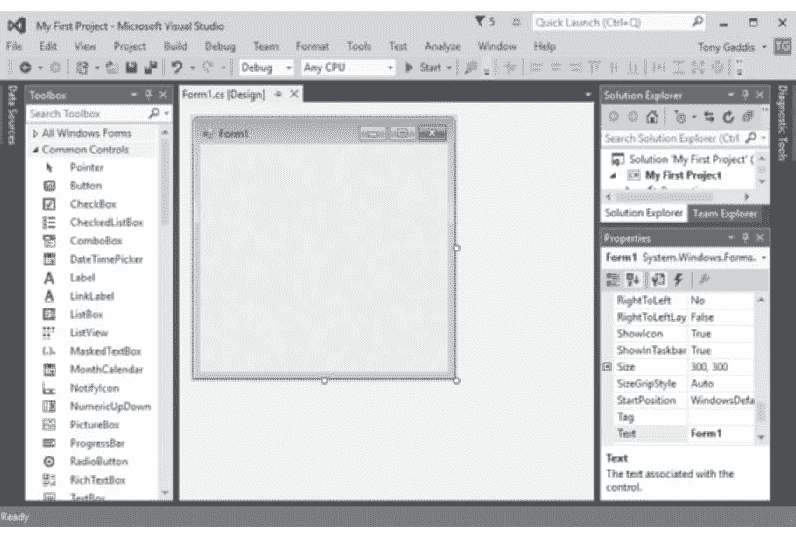 My First Project - Microsoft Visual Studio
5
Quick Launch (Ctrl+Q)
File Edit View Project Build Debug Team Format Tools Test Analyze Window Help
Tony Gaddis
TG
Debug
Any CPU
Start
Data Sources
Toolbox
Search Toolbox
All Windows Forms
Common Controls
Pointer
Button
CheckBox
CheckedListBox
ComboBox
DateTimePicker
Label
LinkLabel
ListBox
ListView
MaskedTextBox
MonthCalendar
NotifyIcon
NumericUpDown
PictureBox
ProgressBar
RadioButton
RichTextBox
TextBox
Form1.cs [Design]
Form1
Solution Explorer
Search Solution Explorer (Ctrl
Solution 'My First Project' (
My First Project
Solution Explorer Team Explorer
Properties
Form1 System.Windows.Forms.
RightToLeft No
RightToLeftLay False
ShowIcon True
ShowInTaskbar True
Size 300, 300
SizeGripStyle Auto
StartPosition WindowsDefa
Tag
Text Form1
Text
The text associated with the
control.
Diagnostic Tools
Ready